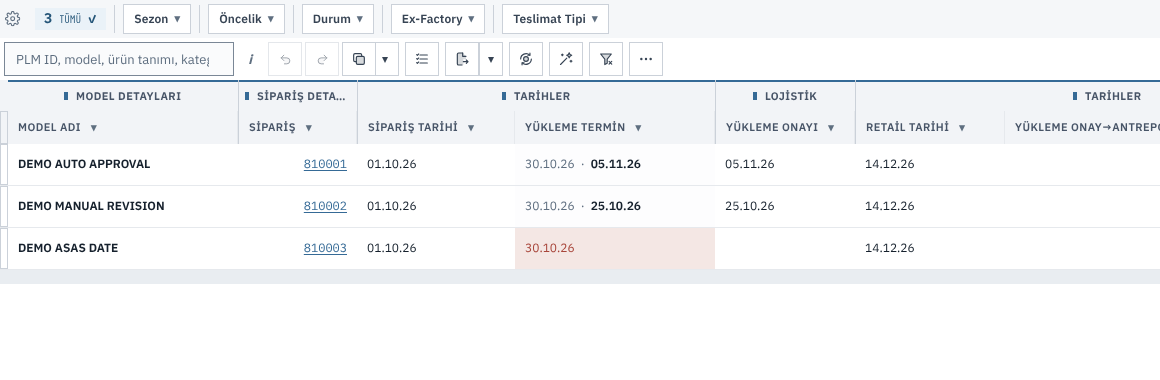 3 TÜMÜ ✓ Sezon ▼ Öncelik ▼ Durum ▼ Ex-Factory ▼ Teslimat Tipi ▼
PLM ID, model, ürün tanımı, kateg i
MODEL DETAYLARI SİPARİŞ DETA… TARİHLER LOJİSTİK TARİHLER
MODEL ADI ▼ SİPARİŞ ▼ SİPARİŞ TARİHİ ▼ YÜKLEME TERMİN ▼ YÜKLEME ONAYI ▼ RETAİL TARİHİ ▼ YÜKLEME ONAY→ANTREPO
DEMO AUTO APPROVAL 810001 01.10.26 30.10.26 · 05.11.26 05.11.26 14.12.26
DEMO MANUAL REVISION 810002 01.10.26 30.10.26 · 25.10.26 25.10.26 14.12.26
DEMO ASAS DATE 810003 01.10.26 30.10.26 14.12.26